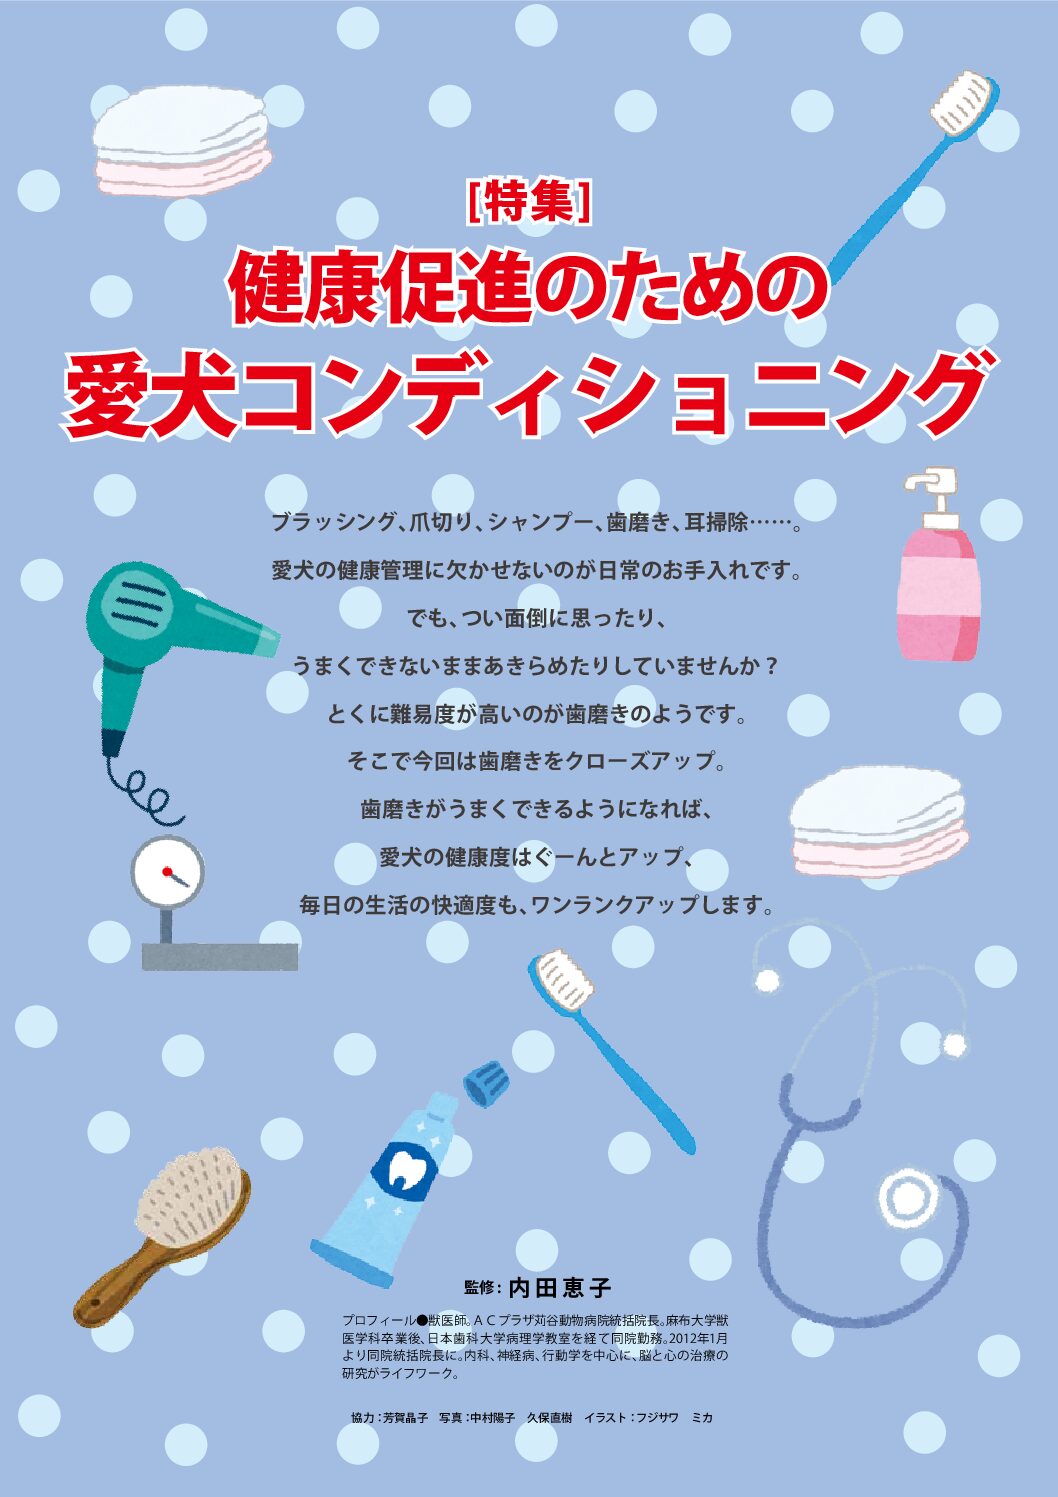 [特集]
健康促進のための
愛犬コンディショニング
ブラッシング、爪切り、シャンプー、歯磨き、耳掃除……。
愛犬の健康管理に欠かせないのが日常のお手入れです。
でも、つい面倒に思ったり、
うまくできないままあきらめたりしていませんか？
とくに難易度が高いのが歯磨きのようです。
そこで今回は歯磨きをクローズアップ。
歯磨きがうまくできるようになれば、
愛犬の健康度はぐーんとアップ、
毎日の生活の快適度も、ワンランクアップします。
監修：内田恵子
プロフィール●獣医師。ＡＣプラザ苅谷動物病院統括院長。麻布大学獣
医学科卒業後、日本歯科大学病理学教室を経て同院勤務。2012年1月
より同院統括院長に。内科、神経病、行動学を中心に、脳と心の治療の
研究がライフワーク。
協力：芳賀晶子　写真：中村陽子　久保直樹　イラスト：フジサワ　ミカ